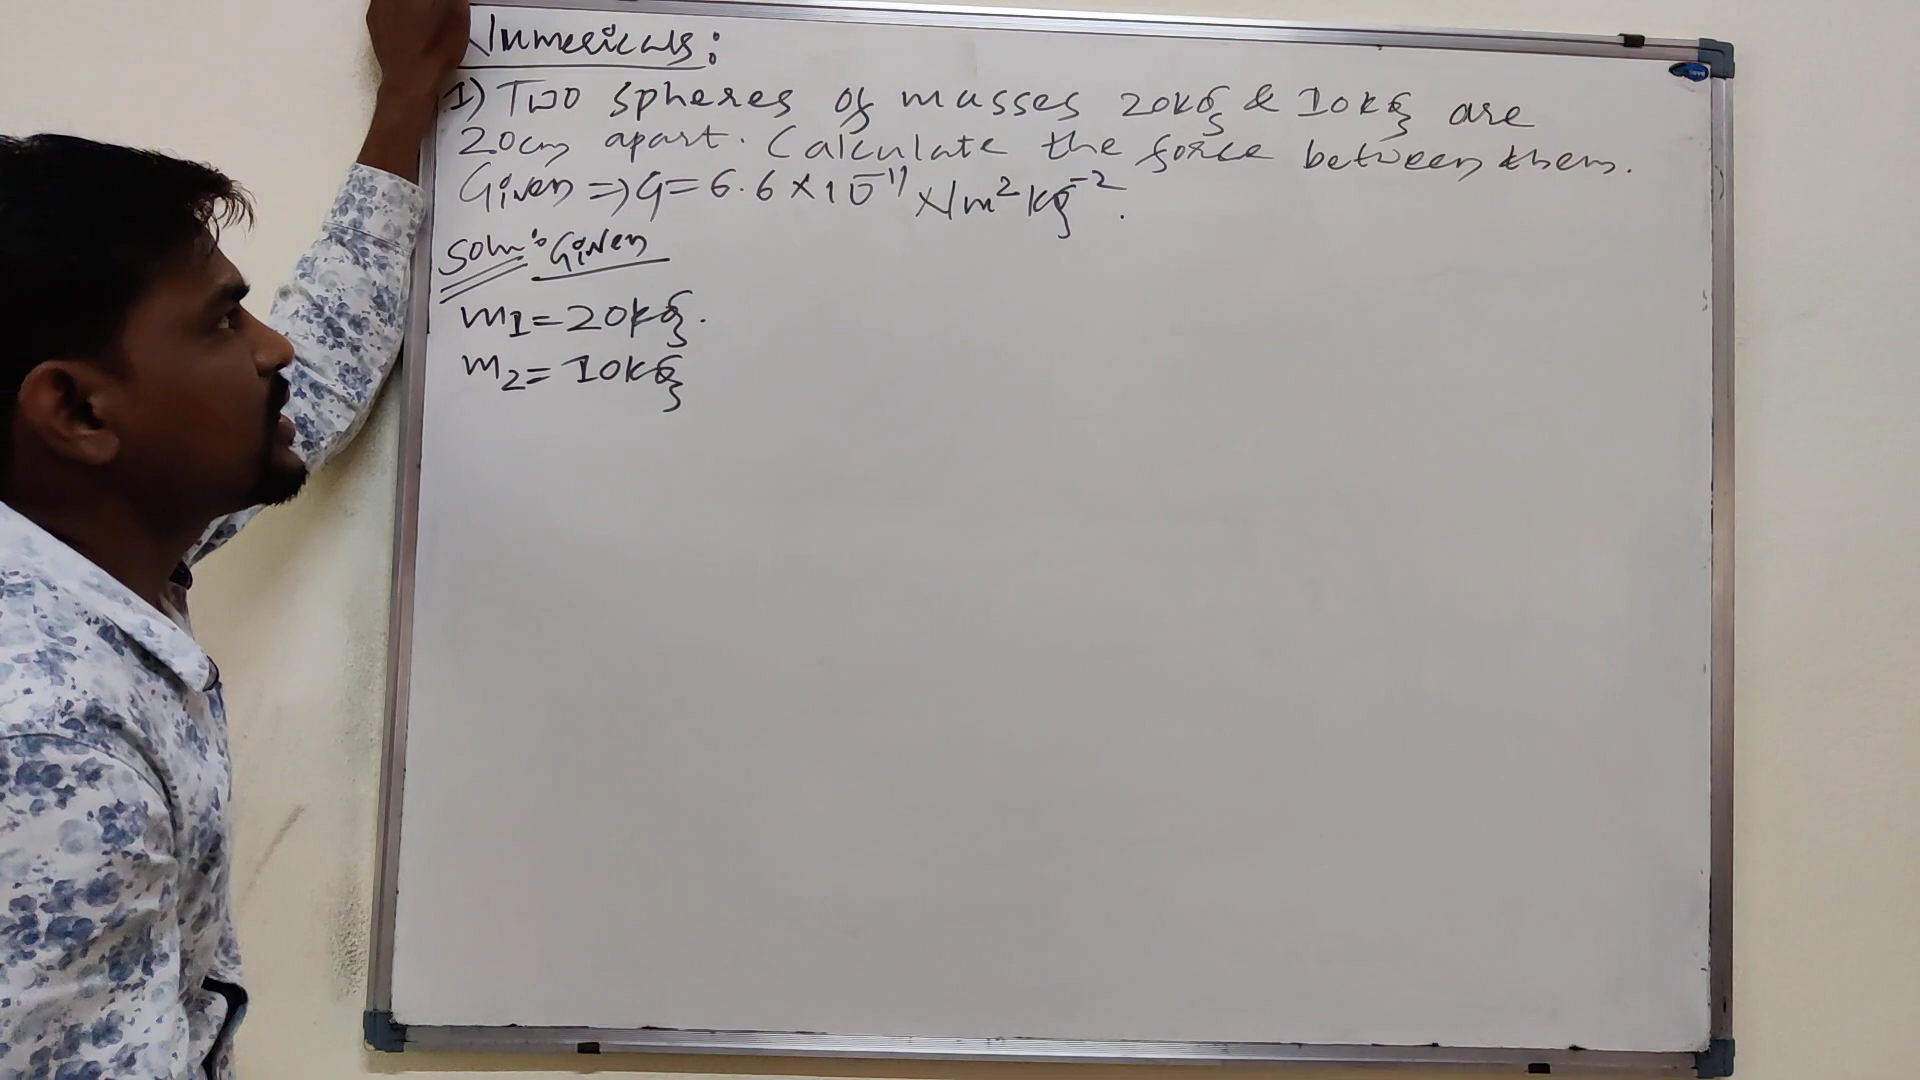 Numericals:
1) Two spheres of masses 20kg & 10kg are
20cm apart. Calculate the force between them.
Given => G = 6.6 × 10⁻¹¹ Nm² kg⁻².
Soln: Given
m₁ = 20kg.
m₂ = 10kg